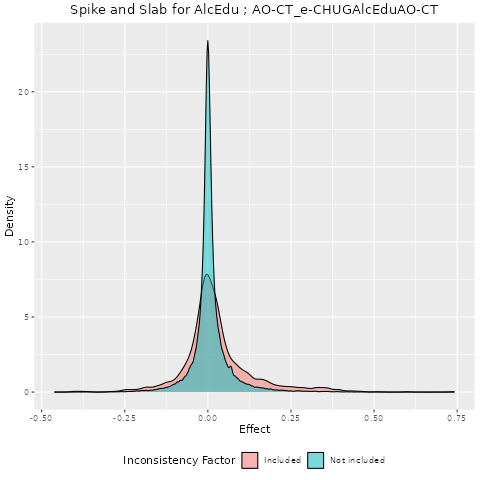 Spike and Slab for AlcEdu ; AO-CT_e-CHUGAlcEduAO-CT
Density
20
15
10
5
0
-0.50 -0.25 0.00 0.25 0.50 0.75
Effect
Inconsistency Factor Included Not included